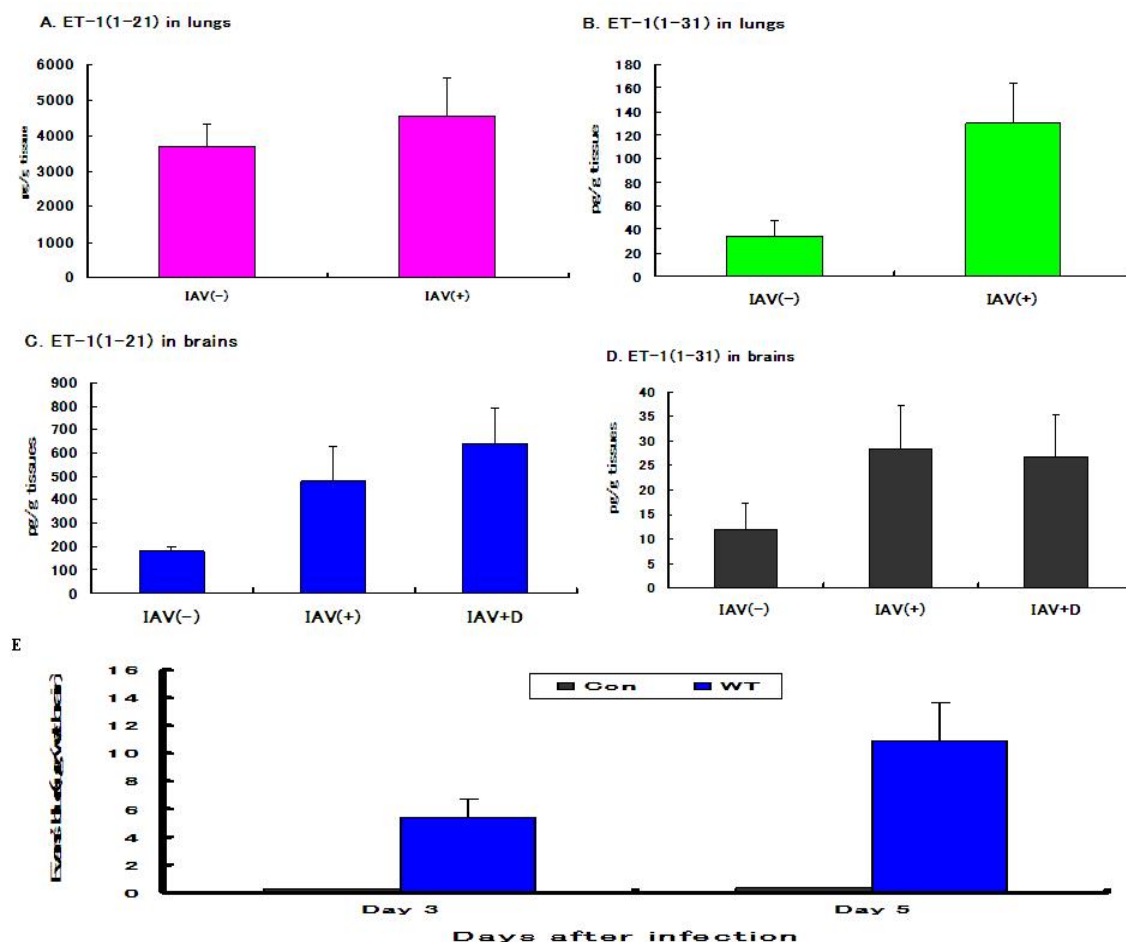 A. ET-1(1-21) in lungs
pg/g tissue
6000
5000
4000
3000
2000
1000
0
IAV(-) IAV(+)
B. ET-1(1-31) in lungs
pg/g tissue
180
160
140
120
100
80
60
40
20
0
IAV(-) IAV(+)
C. ET-1(1-21) in brains
pg/g tissues
900
800
700
600
500
400
300
200
100
0
IAV(-) IAV(+) IAV+D
D. ET-1(1-31) in brains
pg/g tissues
40
35
30
25
20
15
10
5
0
IAV(-) IAV(+) IAV+D
E
16
14
12
10
8
6
4
2
0
Con WT
Day 3 Day 5
Days after infection